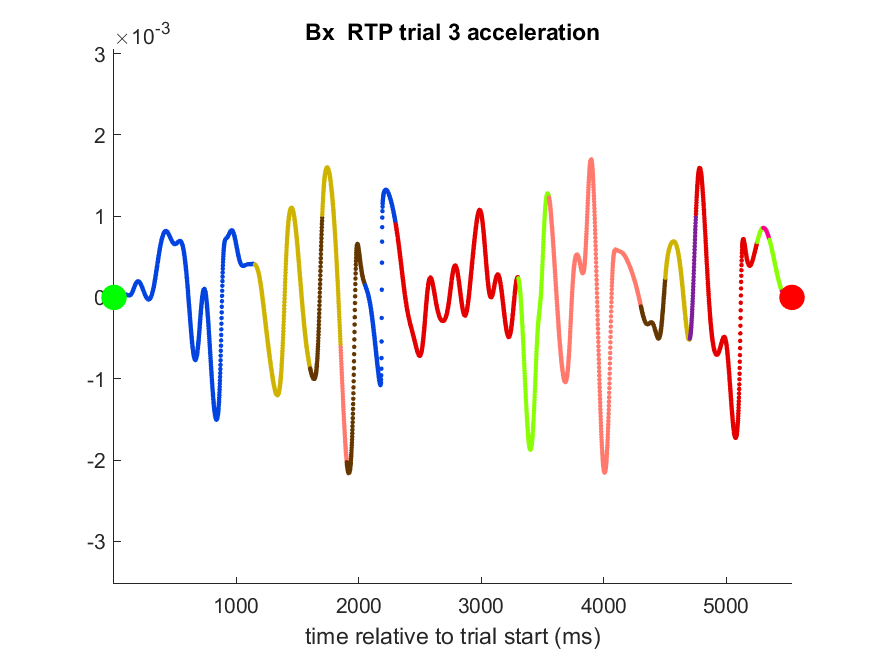 Bx  RTP trial 3 acceleration
×10⁻³
3
2
1
0
-1
-2
-3
1000 2000 3000 4000 5000
time relative to trial start (ms)